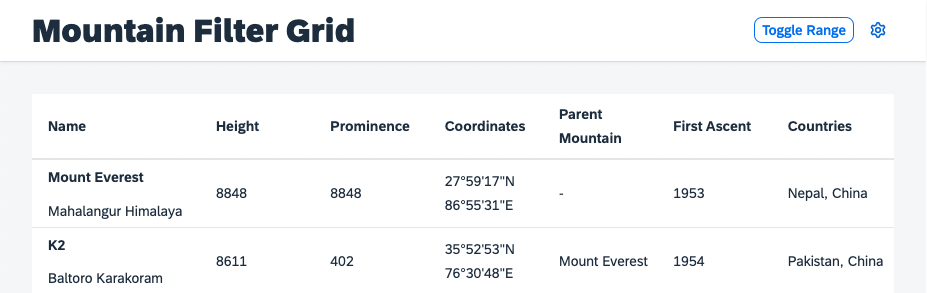 Mountain Filter Grid
Toggle Range
Name Height Prominence Coordinates Parent Mountain First Ascent Countries
Mount Everest
Mahalangur Himalaya
8848
8848
27°59'17"N
86°55'31"E
-
1953
Nepal, China
K2
Baltoro Karakoram
8611
402
35°52'53"N
76°30'48"E
Mount Everest
1954
Pakistan, China